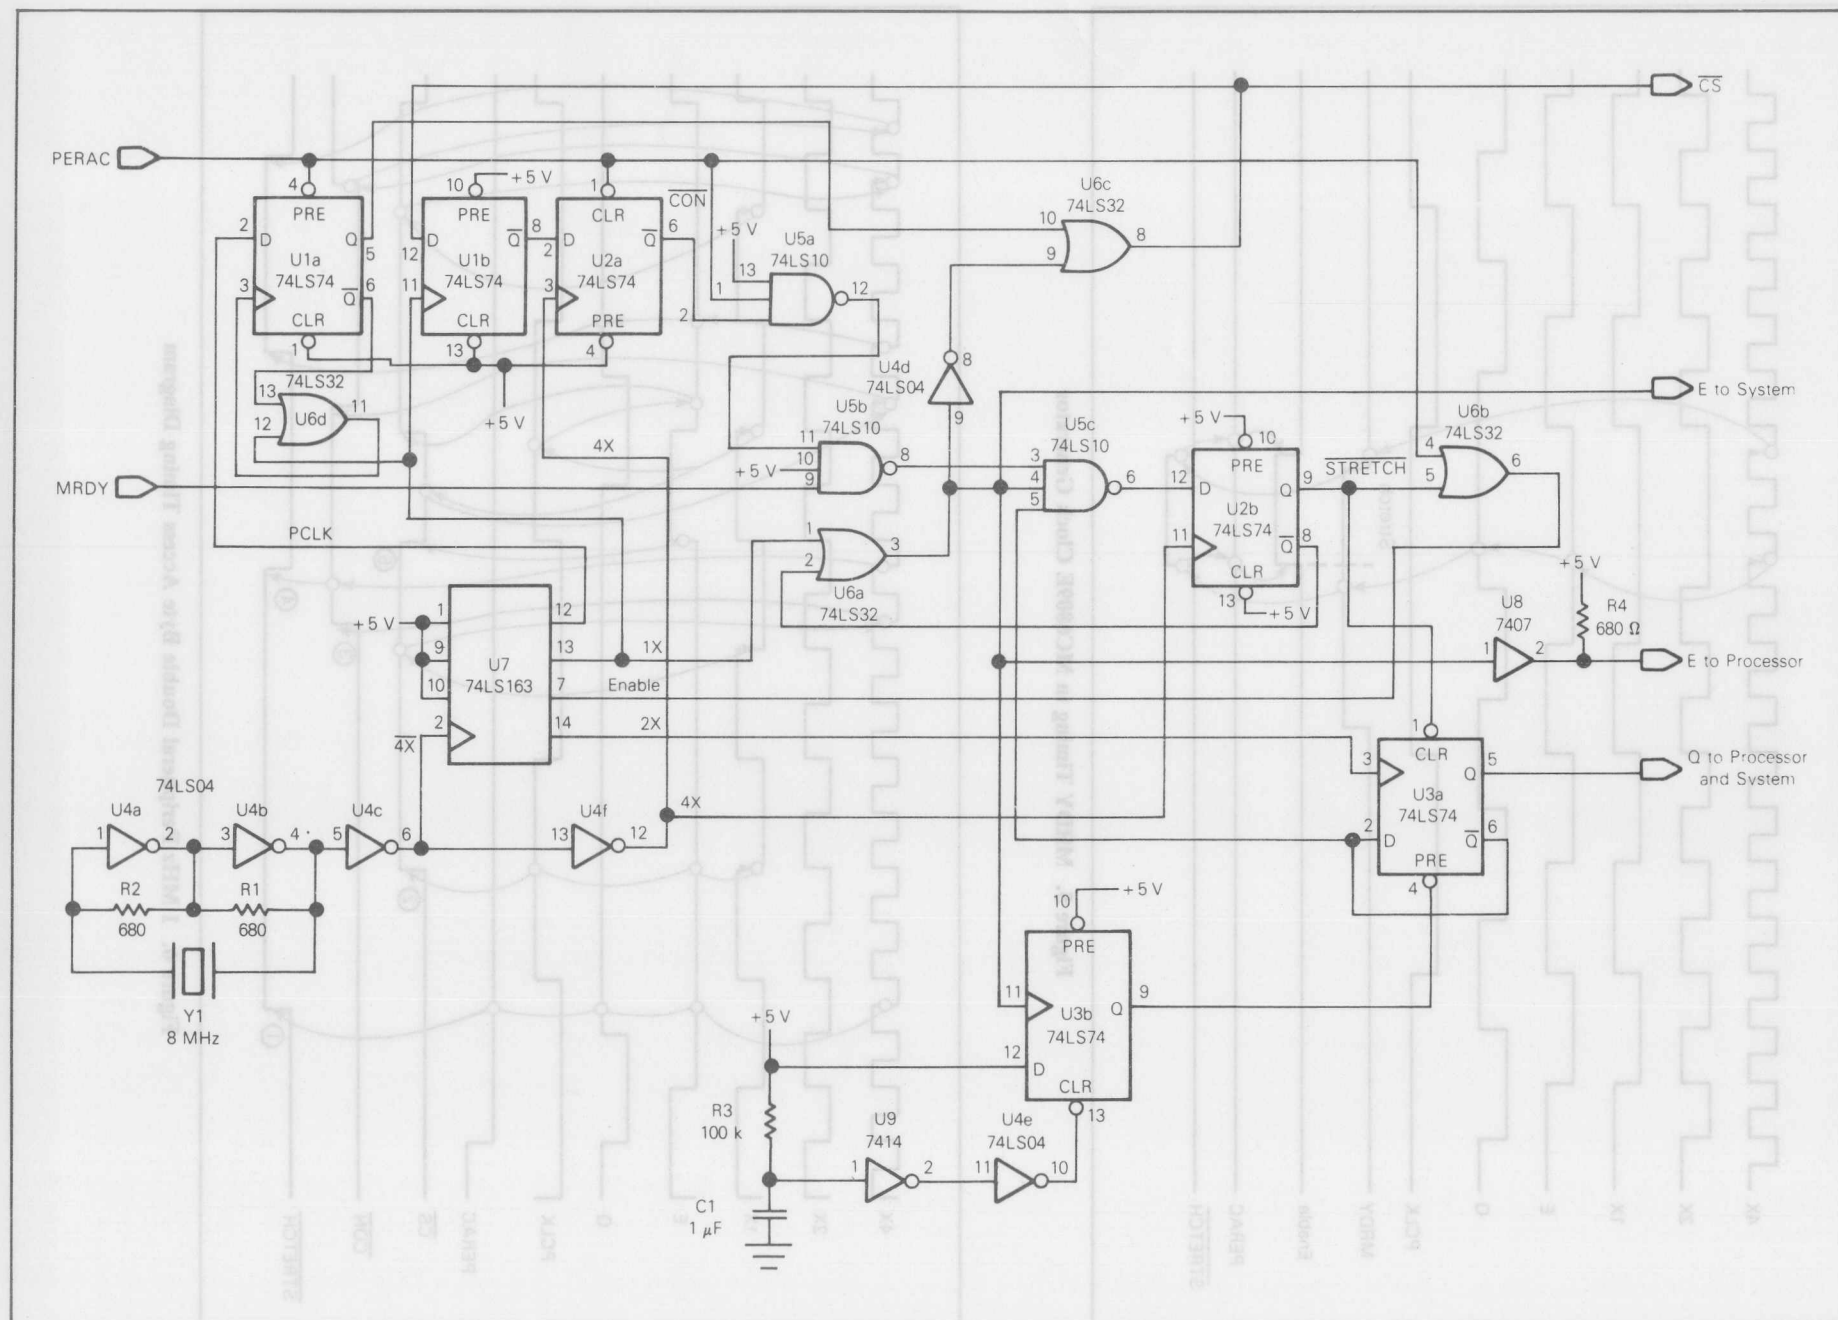 CS
PERAC
4
PRE
2
D
Q
5
U1a
74LS74
3
Q
6
CLR
1
10
+5 V
PRE
D
Q
8
12
U1b
74LS74
11
CLR
13
1
CLR
CON
2
D
Q
6
U2a
74LS74
3
PRE
4
+5 V
+5 V
U5a
74LS10
13
1
2
12
U6c
74LS32
10
9
8
74LS32
13
12
U6d
11
4X
U4d
74LS04
8
9
E to System
MRDY
U5b
74LS10
11
10
9
+5 V
8
U5c
74LS10
3
4
5
6
+5 V
10
PRE
12
D
Q
9
U2b
74LS74
11
Q
8
CLR
13
+5 V
STRETCH
U6b
74LS32
4
5
6
PCLK
1
2
3
U6a
74LS32
+5 V
1
9
10
2
U7
74LS163
12
13
7
14
1X
Enable
2X
4X
+5 V
R4
680 Ω
U8
7407
1
2
E to Processor
1
CLR
3
Q
5
U3a
74LS74
2
D
Q
6
PRE
4
Q to Processor
and System
74LS04
U4a
1
2
U4b
3
4
U4c
5
6
U4f
13
12
4X
R2
680
R1
680
Y1
8 MHz
10
+5 V
PRE
11
U3b
74LS74
Q
9
12
D
CLR
13
+5 V
R3
100 k
C1
1 μF
U9
7414
1
2
U4e
74LS04
11
10